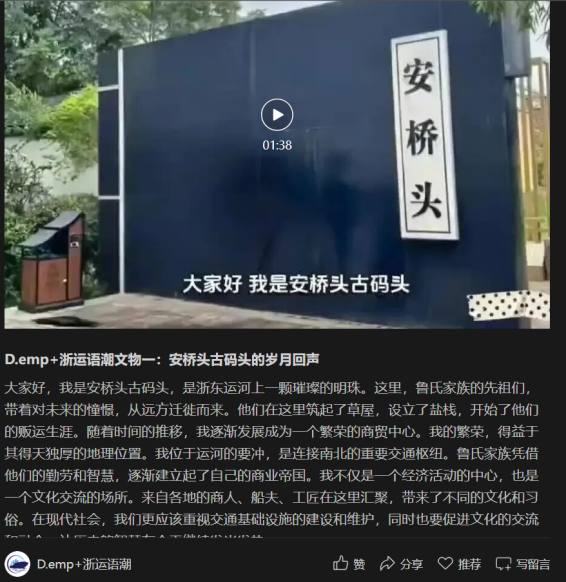 安桥头
01:38
大家好 我是安桥头古码头
D.emp+浙运语潮文物一：安桥头古码头的岁月回声
大家好，我是安桥头古码头，是浙东运河上一颗璀璨的明珠。这里，鲁氏家族的先祖们，
带着对未来的憧憬，从远方迁徙而来。他们在这里筑起了草屋，设立了盐栈，开始了他们
的贩运生涯。随着时间的推移，我逐渐发展成为一个繁荣的商贸中心。我的繁荣，得益于
其得天独厚的地理位置。我位于运河的要冲，是连接南北的重要交通枢纽。鲁氏家族凭借
他们的勤劳和智慧，逐渐建立起了自己的商业帝国。我不仅是一个经济活动的中心，也是
一个文化交流的场所。来自各地的商人、船夫、工匠在这里汇聚，带来了不同的文化和习
俗。在现代社会，我们更应该重视交通基础设施的建设和维护，同时也要促进文化的交流
D.emp+浙运语潮
赞
分享
推荐
写留言